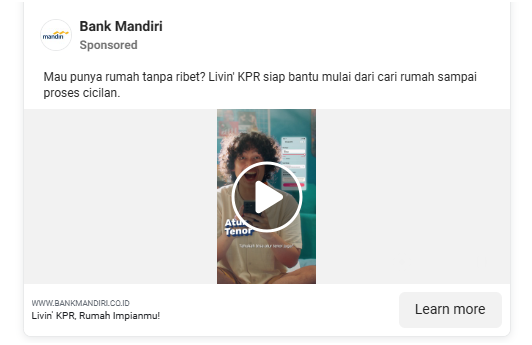 Bank Mandiri
Sponsored
mandiri
Mau punya rumah tanpa ribet? Livin' KPR siap bantu mulai dari cari rumah sampai
proses cicilan.
Atur
Tenor
WWW.BANKMANDIRI.CO.ID
Livin' KPR, Rumah Impianmu!
Learn more